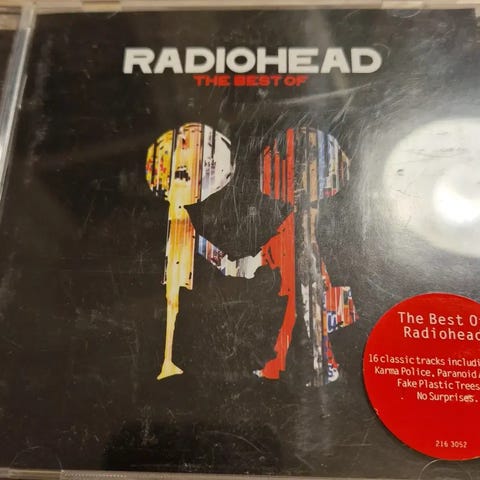 RADIOHEAD
THE BEST OF
The Best O
Radiohead
16 classic tracks includi
Karma Police, Paranoid A
Fake Plastic Trees
No Surprises.
216 3052